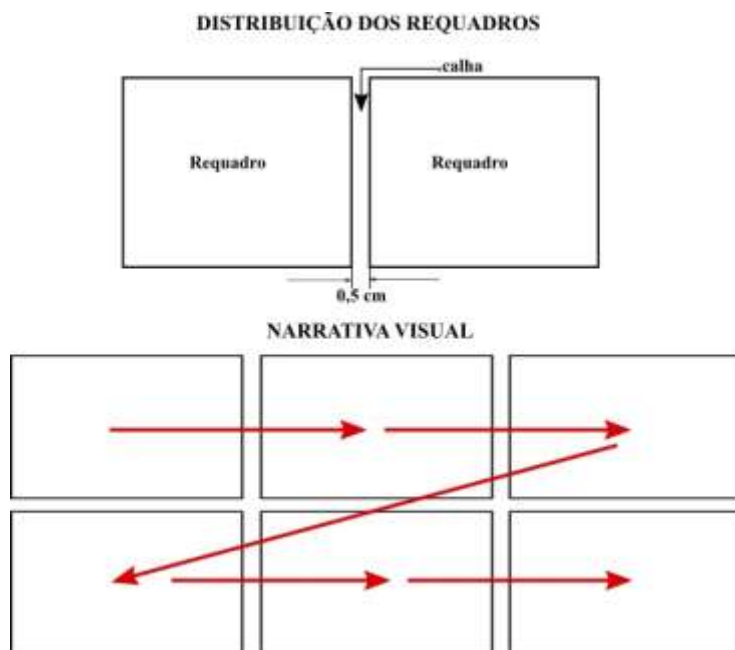 DISTRIBUIÇÃO DOS REQUADROS
calha
Requadro
Requadro
0,5 cm
NARRATIVA VISUAL